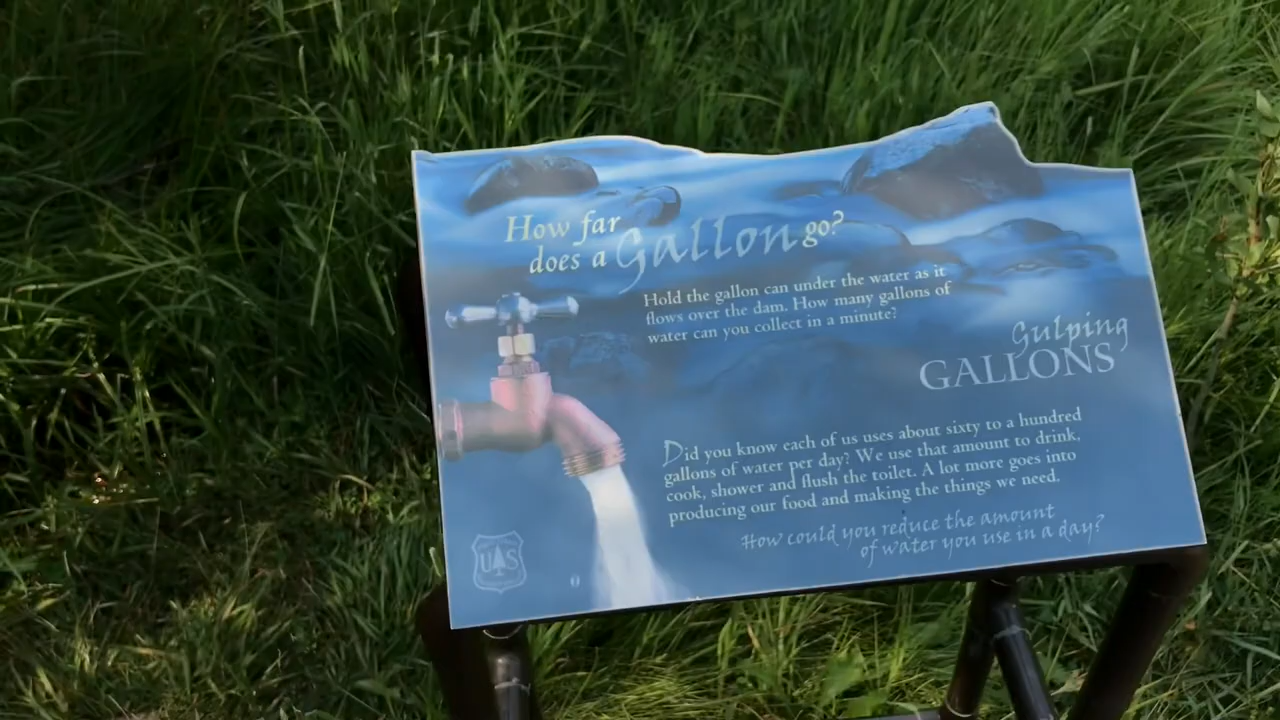 How far
does a Gallon go?
Hold the gallon can under the water as it
flows over the dam. How many gallons of
water can you collect in a minute?
Gulping
GALLONS
Did you know each of us uses about sixty to a hundred
gallons of water per day? We use that amount to drink,
cook, shower and flush the toilet. A lot more goes into
producing our food and making the things we need.
How could you reduce the amount
of water you use in a day?
UAS